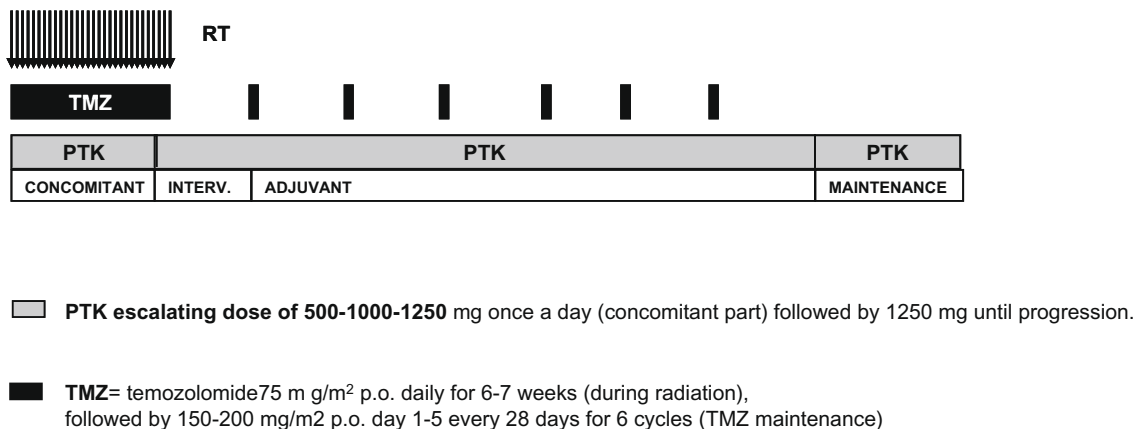 RT
TMZ
PTK PTK PTK
CONCOMITANT INTERV. ADJUVANT MAINTENANCE
PTK escalating dose of 500-1000-1250 mg once a day (concomitant part) followed by 1250 mg until progression.
TMZ= temozolomide75 m g/m² p.o. daily for 6-7 weeks (during radiation),
followed by 150-200 mg/m2 p.o. day 1-5 every 28 days for 6 cycles (TMZ maintenance)